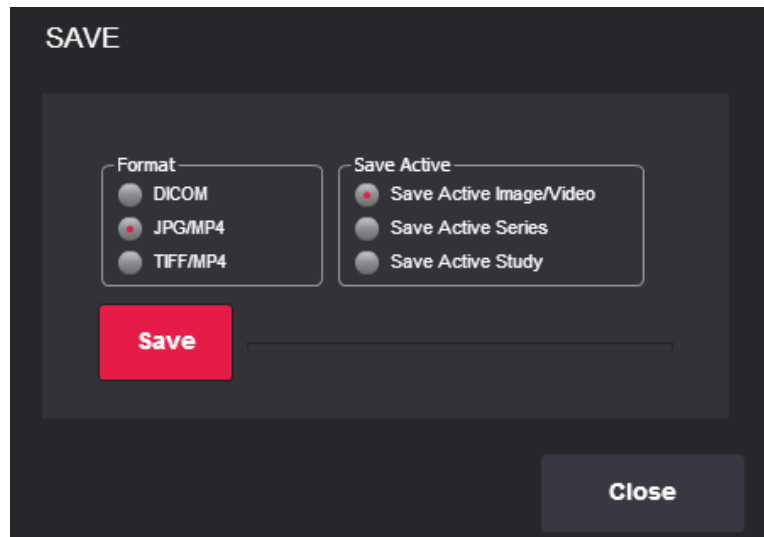 SAVE
Format
DICOM
JPG/MP4
TIFF/MP4
Save Active
Save Active Image/Video
Save Active Series
Save Active Study
Save
Close